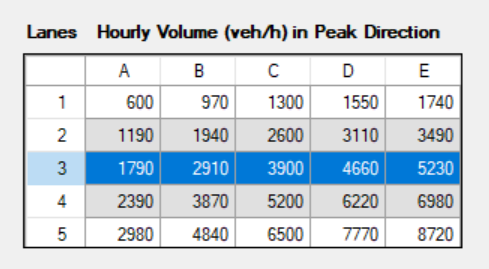 Lanes Hourly Volume (veh/h) in Peak Direction
A B C D E
1 600 970 1300 1550 1740
2 1190 1940 2600 3110 3490
3 1790 2910 3900 4660 5230
4 2390 3870 5200 6220 6980
5 2980 4840 6500 7770 8720